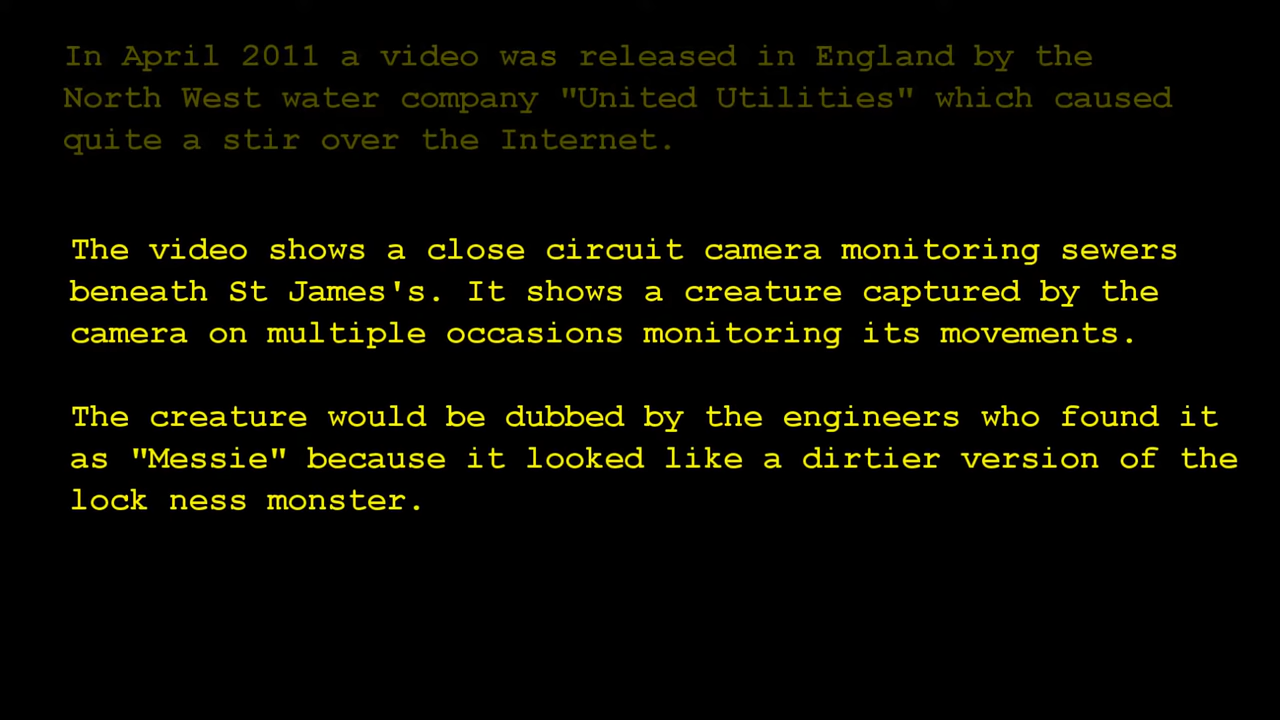 In April 2011 a video was released in England by the
North West water company "United Utilities" which caused
quite a stir over the Internet.
The video shows a close circuit camera monitoring sewers
beneath St James's. It shows a creature captured by the
camera on multiple occasions monitoring its movements.
The creature would be dubbed by the engineers who found it
as "Messie" because it looked like a dirtier version of the
lock ness monster.